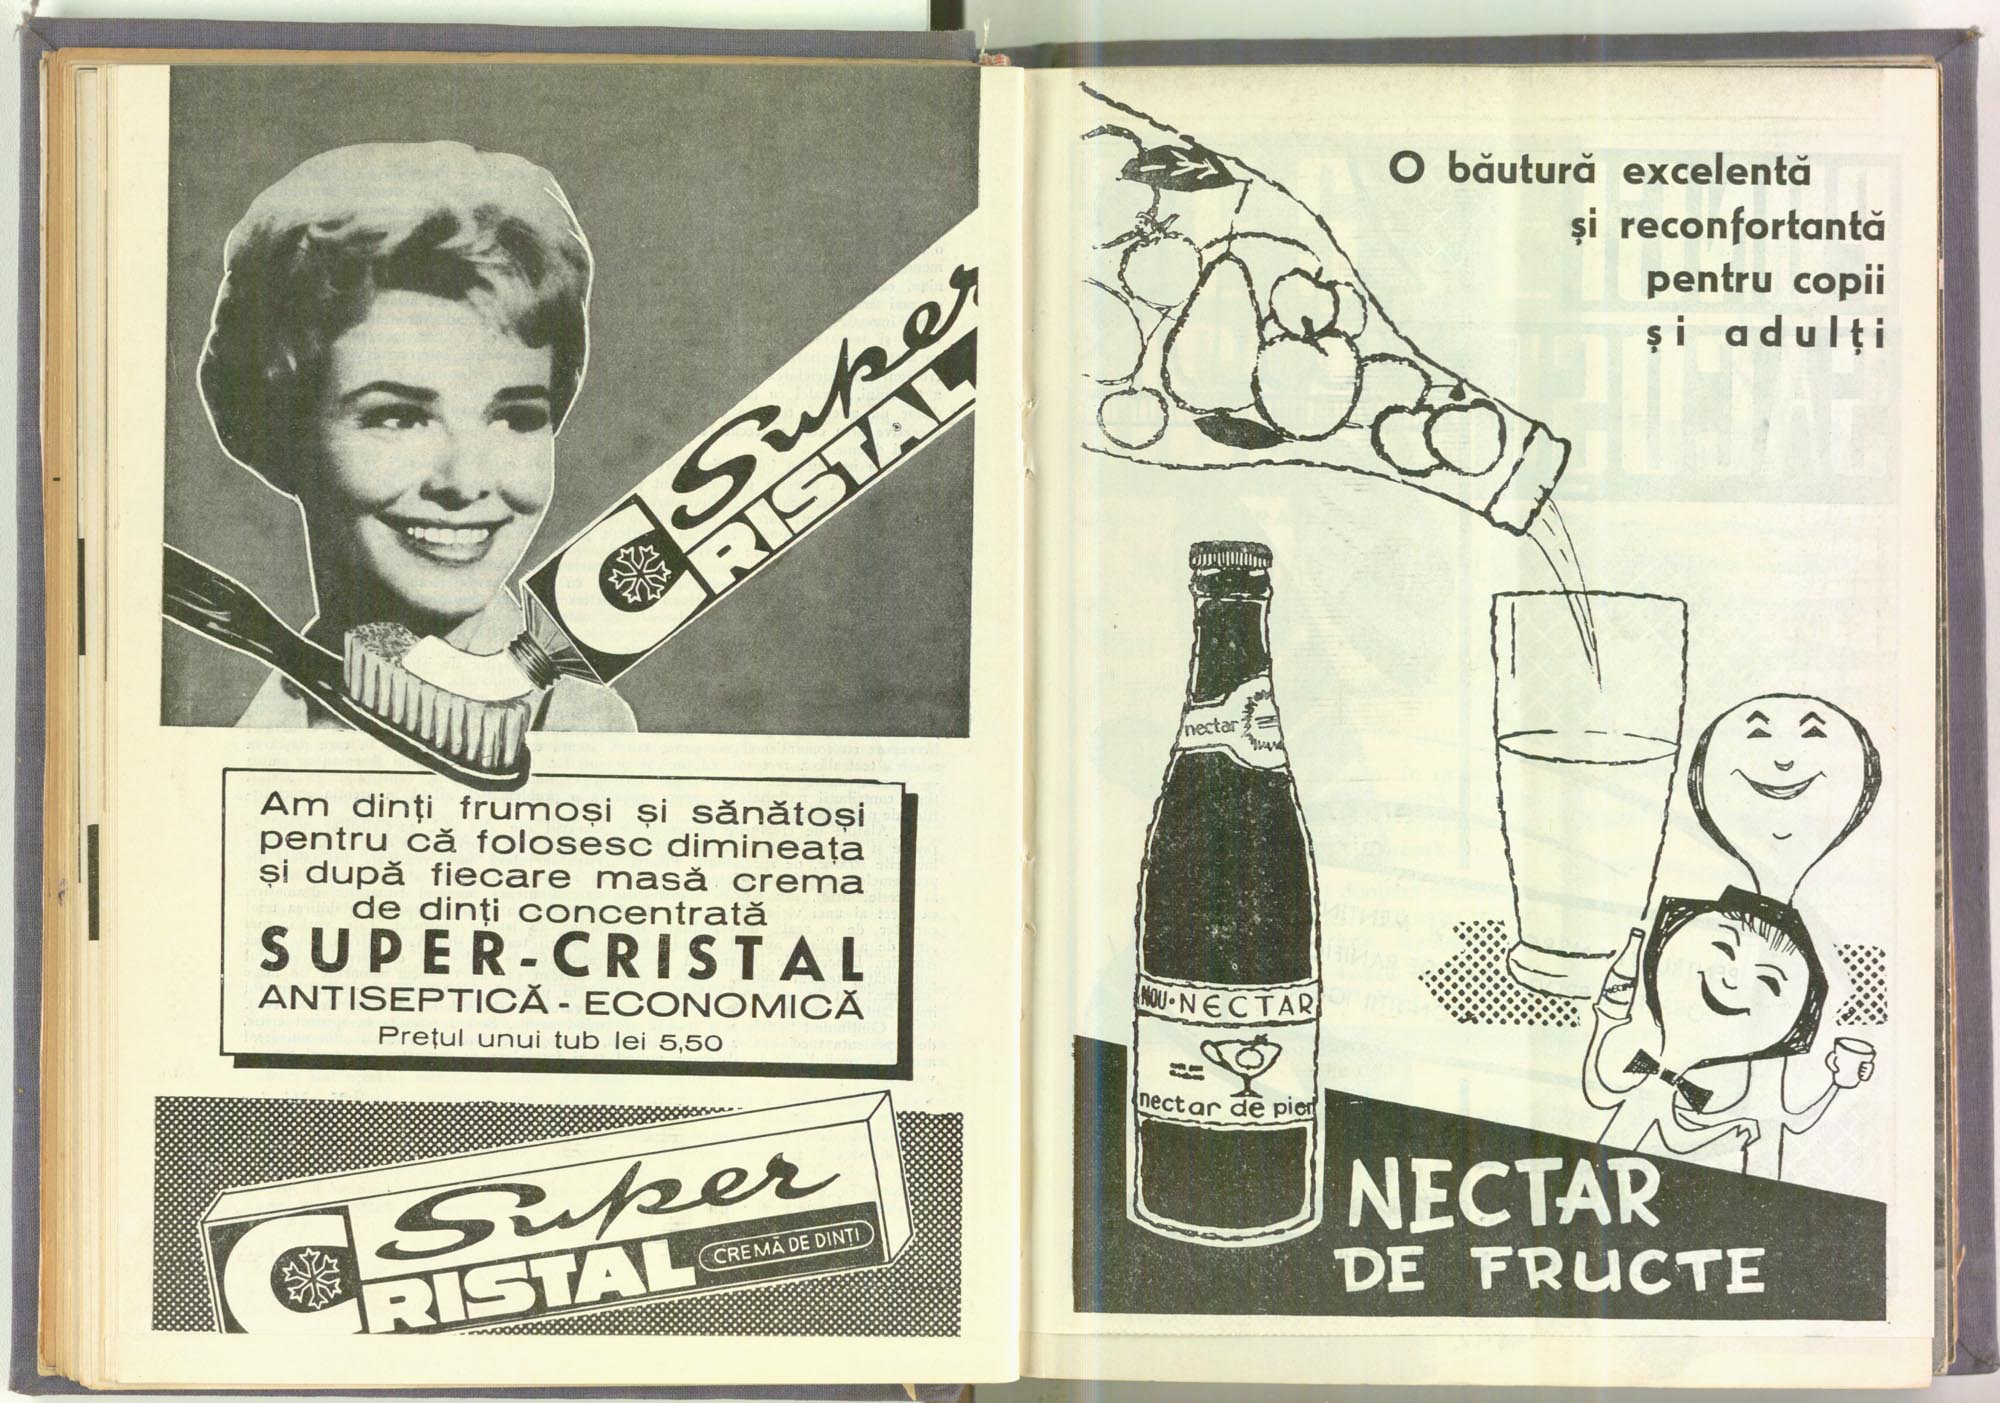 Super
CRISTAL
Am dinți frumoși și sănătoși
pentru că folosesc dimineața
și după fiecare masă crema
de dinți concentrată
SUPER-CRISTAL
ANTISEPTICĂ - ECONOMICĂ
Prețul unui tub lei 5,50
Super
CRISTAL
CREMĂ DE DINȚI
O băutură excelentă
și reconfortantă
pentru copii
și adulți
nectar
NOU·NECTAR
nectar de pier
NECTAR
DE FRUCTE